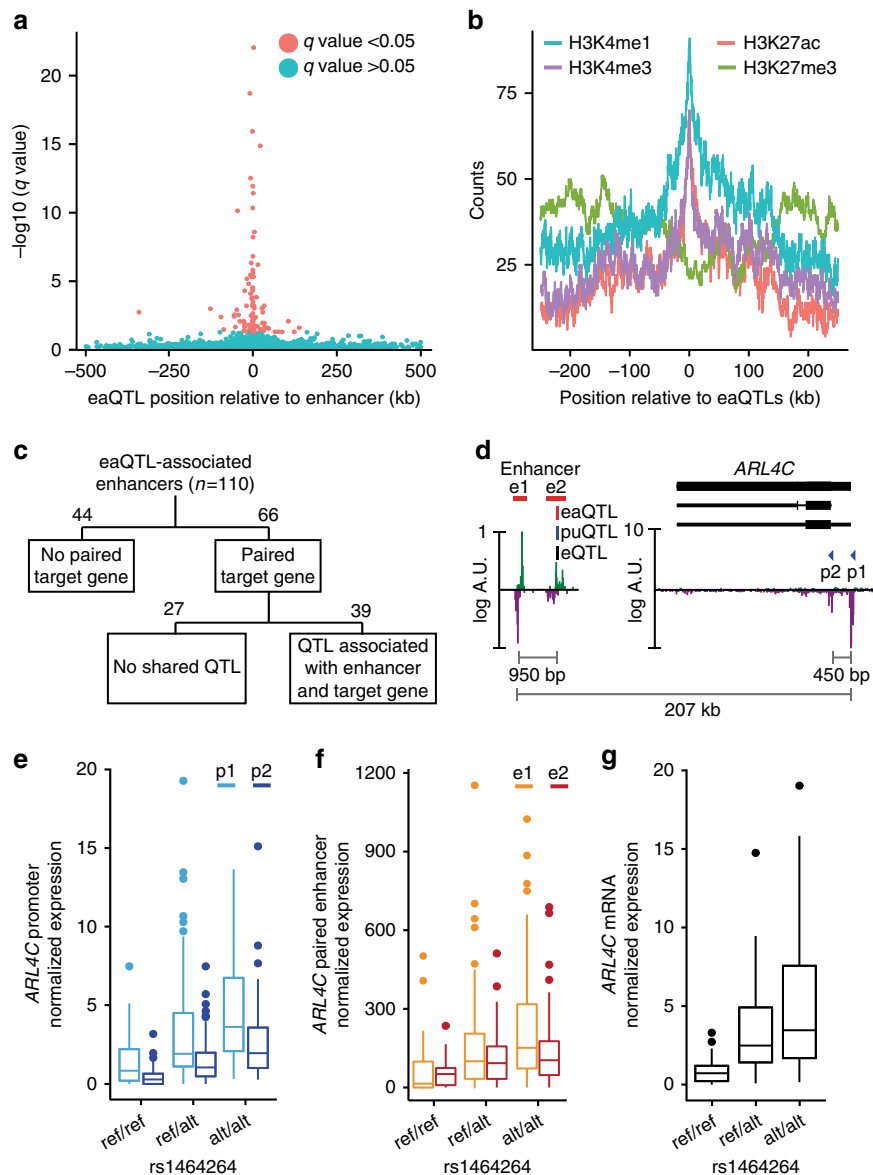 a
q value <0.05
q value >0.05
20
15
10
5
0
–log10 (q value)
–500
–250
0
250
500
eaQTL position relative to enhancer (kb)
b
H3K4me1
H3K27ac
H3K4me3
H3K27me3
75
50
25
Counts
–200
–100
0
100
200
Position relative to eaQTLs (kb)
c
eaQTL-associated
enhancers (n=110)
44
66
No paired
target gene
Paired
target gene
27
39
No shared QTL
QTL associated
with enhancer
and target gene
d
Enhancer
e1
e2
eaQTL
puQTL
eQTL
1
log A.U.
ARL4C
10
log A.U.
p2
p1
950 bp
450 bp
207 kb
e
p1
p2
20
15
10
5
0
ARL4C promoter
normalized expression
ref/ref
ref/alt
alt/alt
rs1464264
f
e1
e2
1200
900
600
300
0
ARL4C paired enhancer
normalized expression
ref/ref
ref/alt
alt/alt
rs1464264
g
20
15
10
5
0
ARL4C mRNA
normalized expression
ref/ref
ref/alt
alt/alt
rs1464264